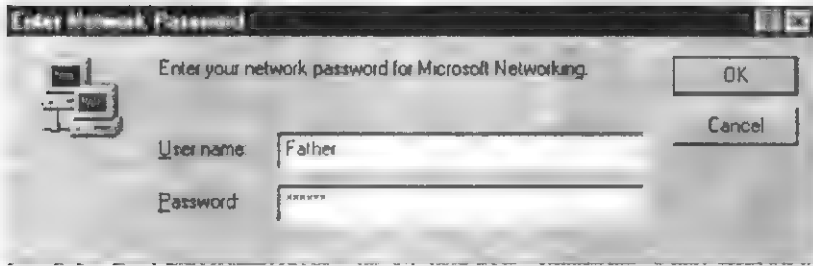 Enter Network Password
Enter your network password for Microsoft Networking.
OK
Cancel
User name:
Father
Password:
******